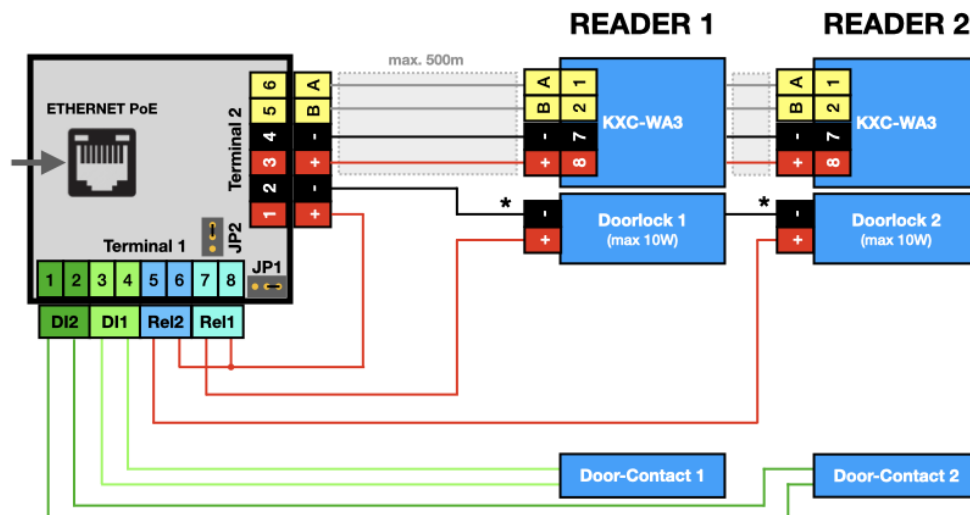 READER 1
READER 2
max. 500m
ETHERNET PoE
Terminal 2
6 A
5 B
4 -
3 +
2 -
1 +
A 1
B 2
- 7
+ 8
KXC-WA3
A 1
B 2
- 7
+ 8
KXC-WA3
* -
+
Doorlock 1
(max 10W)
* -
+
Doorlock 2
(max 10W)
JP2
Terminal 1
JP1
1 2 3 4 5 6 7 8
DI2 DI1 Rel2 Rel1
Door-Contact 1
Door-Contact 2